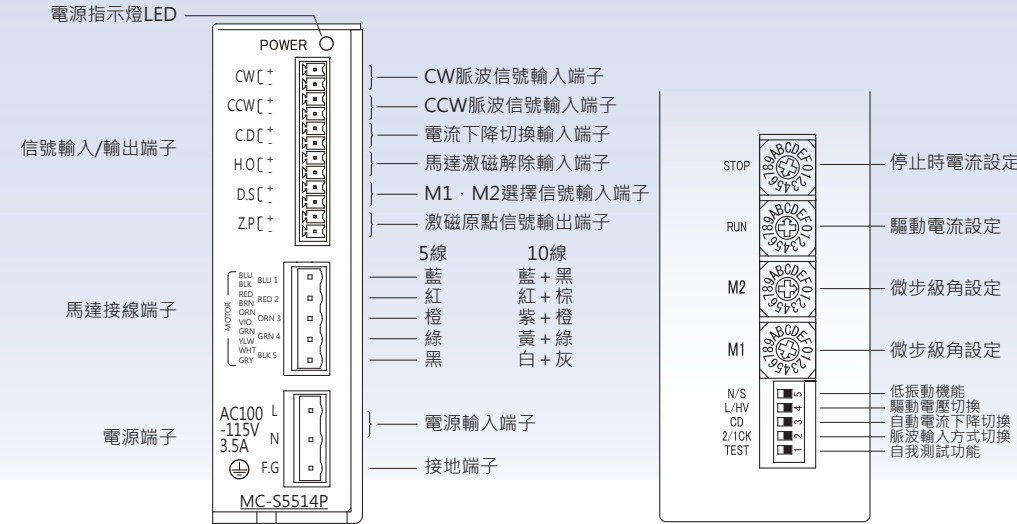 電源指示燈LED
POWER
信號輸入/輸出端子
CW + -
CW脈波信號輸入端子
CCW + -
CCW脈波信號輸入端子
C.D + -
電流下降切換輸入端子
H.O + -
馬達激磁解除輸入端子
D.S + -
M1．M2選擇信號輸入端子
Z.P + -
激磁原點信號輸出端子
5線 10線
馬達接線端子
MOTOR
BLU
BLK BLU 1
藍 藍+黑
RED
BRN RED 2
紅 紅+棕
ORN
VIO ORN 3
橙 紫+橙
GRN
YLW GRN 4
綠 黃+綠
WHT
GRY BLK 5
黑 白+灰
電源端子
AC100
-115V
3.5A
L
N
電源輸入端子
F.G
接地端子
MC-S5514P
STOP
0123456789ABCDEF
停止時電流設定
RUN
0123456789ABCDEF
驅動電流設定
M2
0123456789ABCDEF
微步級角設定
M1
0123456789ABCDEF
微步級角設定
N/S 5 低振動機能
L/HV 4 驅動電壓切換
CD 3 自動電流下降切換
2/1CK 2 脈波輸入方式切換
TEST 1 自我測試功能